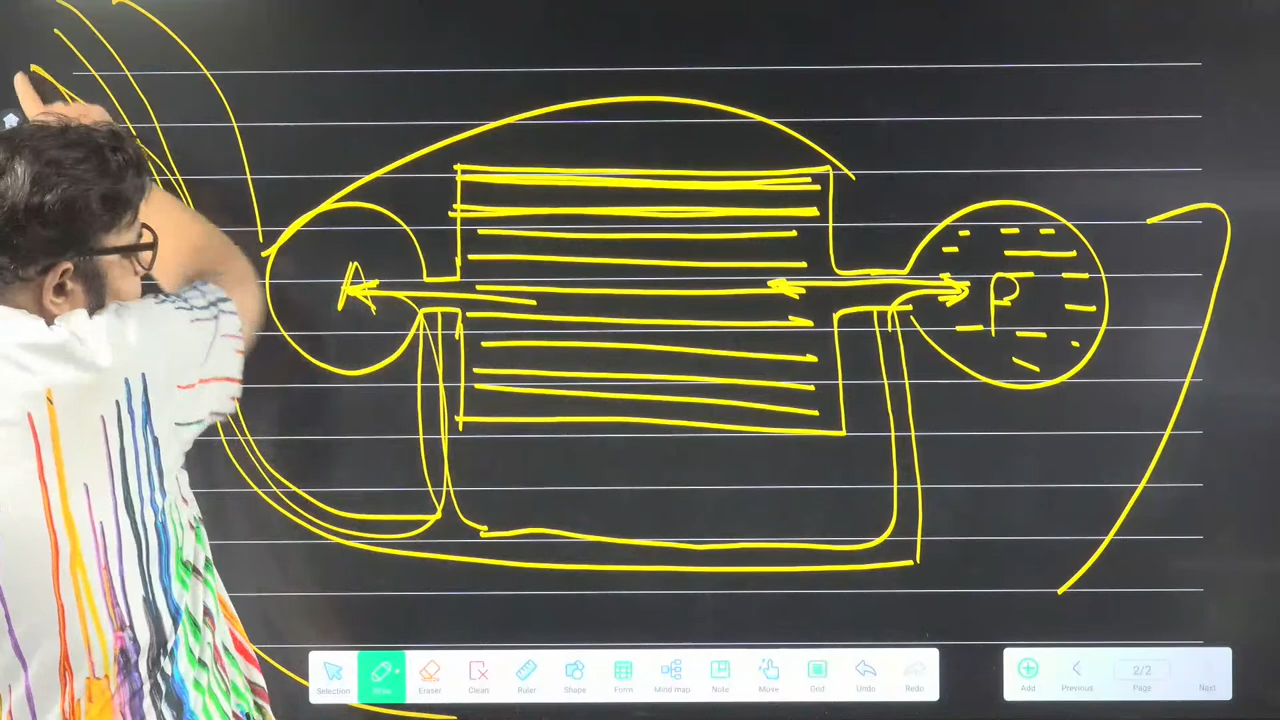 A
P
Selection
Eraser
Clean
Ruler
Shape
Form
Mind map
Note
Move
Grid
Undo
Redo
Add
Previous
2/2
Page
Next